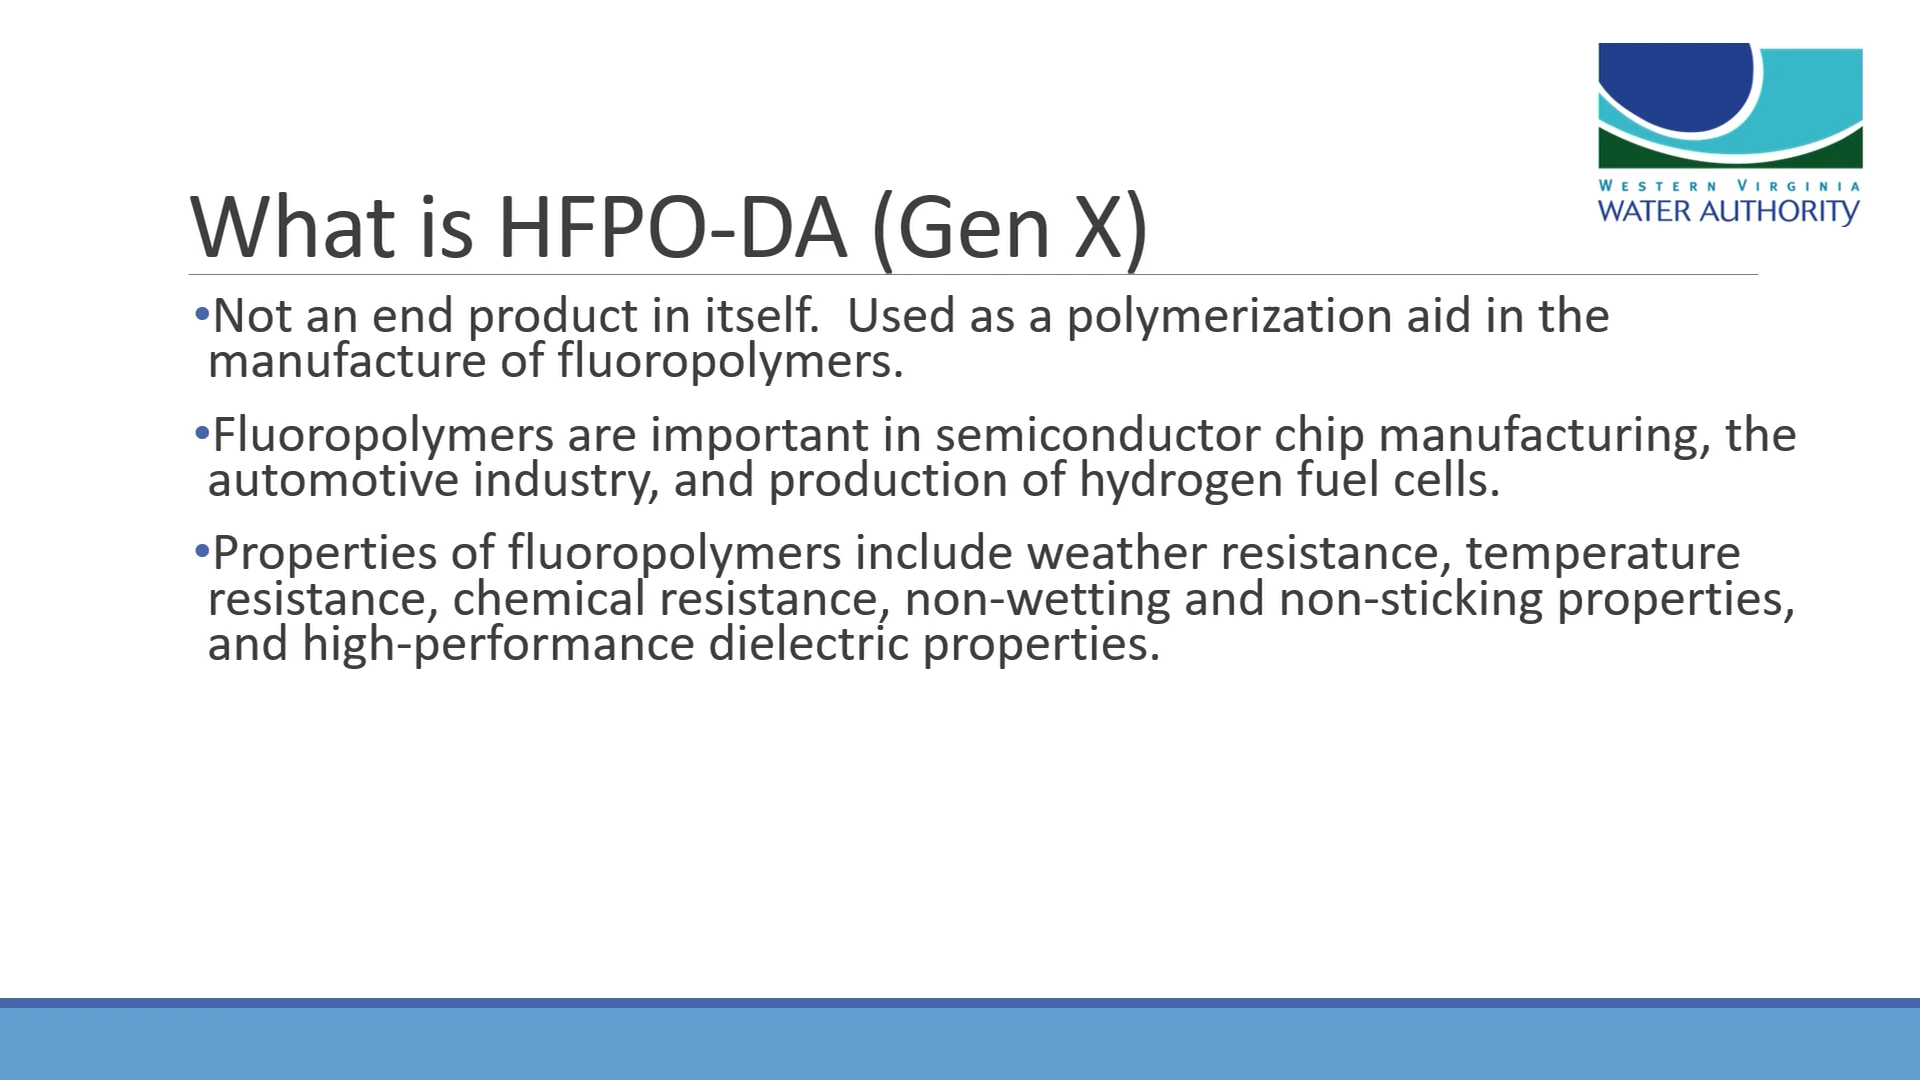 WESTERN VIRGINIA
WATER AUTHORITY
What is HFPO-DA (Gen X)
•Not an end product in itself.  Used as a polymerization aid in the
manufacture of fluoropolymers.
•Fluoropolymers are important in semiconductor chip manufacturing, the
automotive industry, and production of hydrogen fuel cells.
•Properties of fluoropolymers include weather resistance, temperature
resistance, chemical resistance, non-wetting and non-sticking properties,
and high-performance dielectric properties.